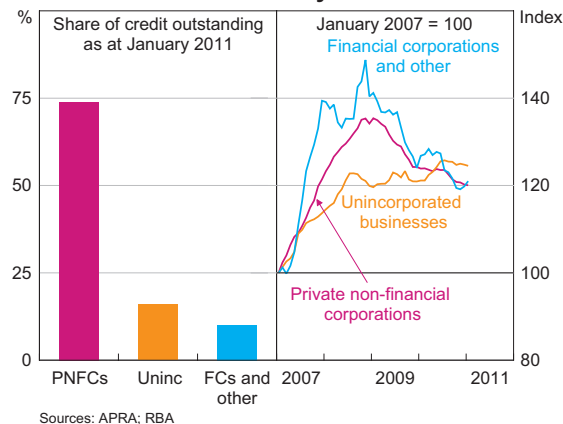 %
Share of credit outstanding
as at January 2011
January 2007 = 100
Index
Financial corporations
and other
75
140
50
120
Unincorporated
businesses
25
100
Private non-financial
corporations
0
80
PNFCs
Uninc
FCs and
other
2007
2009
2011
Sources: APRA; RBA